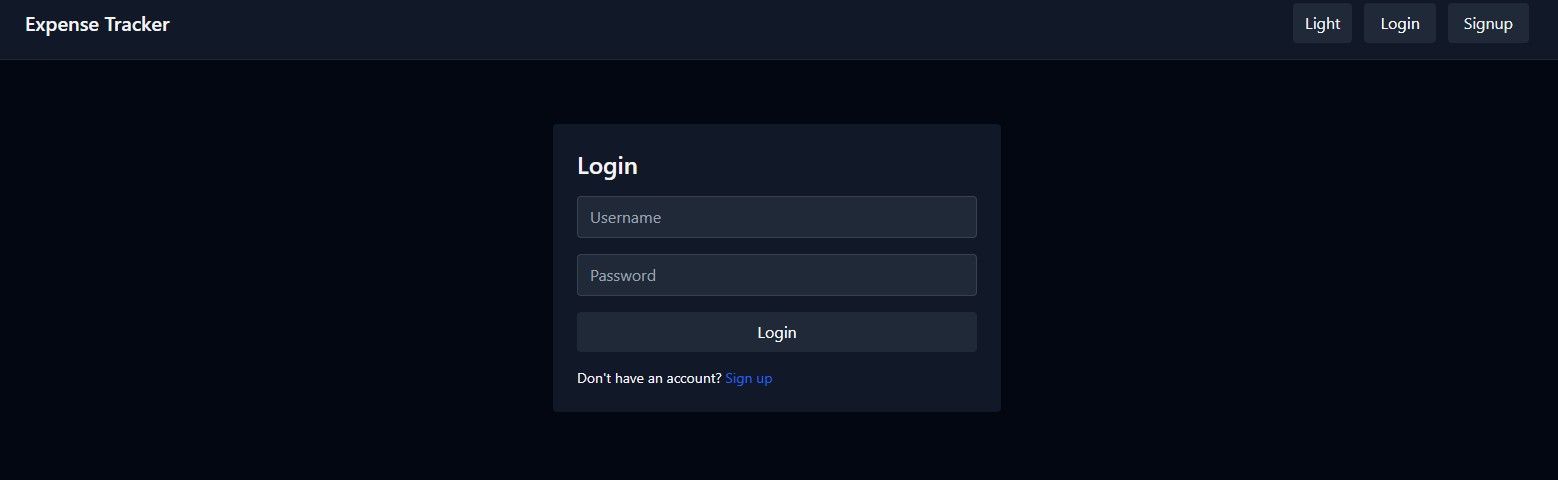 Expense Tracker Light Login Signup
Login
Username
Password
Login
Don't have an account? Sign up